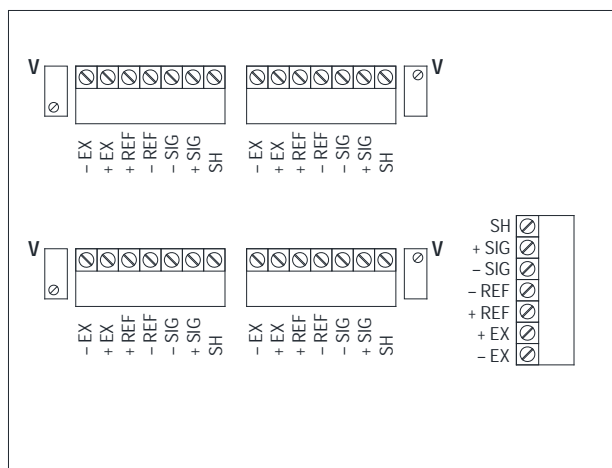 V
V
– EX
+ EX
+ REF
– REF
– SIG
+ SIG
SH
– EX
+ EX
+ REF
– REF
– SIG
+ SIG
SH
V
V
– EX
+ EX
+ REF
– REF
– SIG
+ SIG
SH
– EX
+ EX
+ REF
– REF
– SIG
+ SIG
SH
SH
+ SIG
– SIG
– REF
+ REF
+ EX
– EX